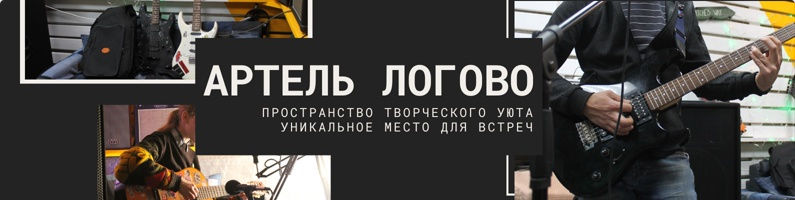 АРТЕЛЬ ЛОГОВО
ПРОСТРАНСТВО ТВОРЧЕСКОГО УЮТА
УНИКАЛЬНОЕ МЕСТО ДЛЯ ВСТРЕЧ